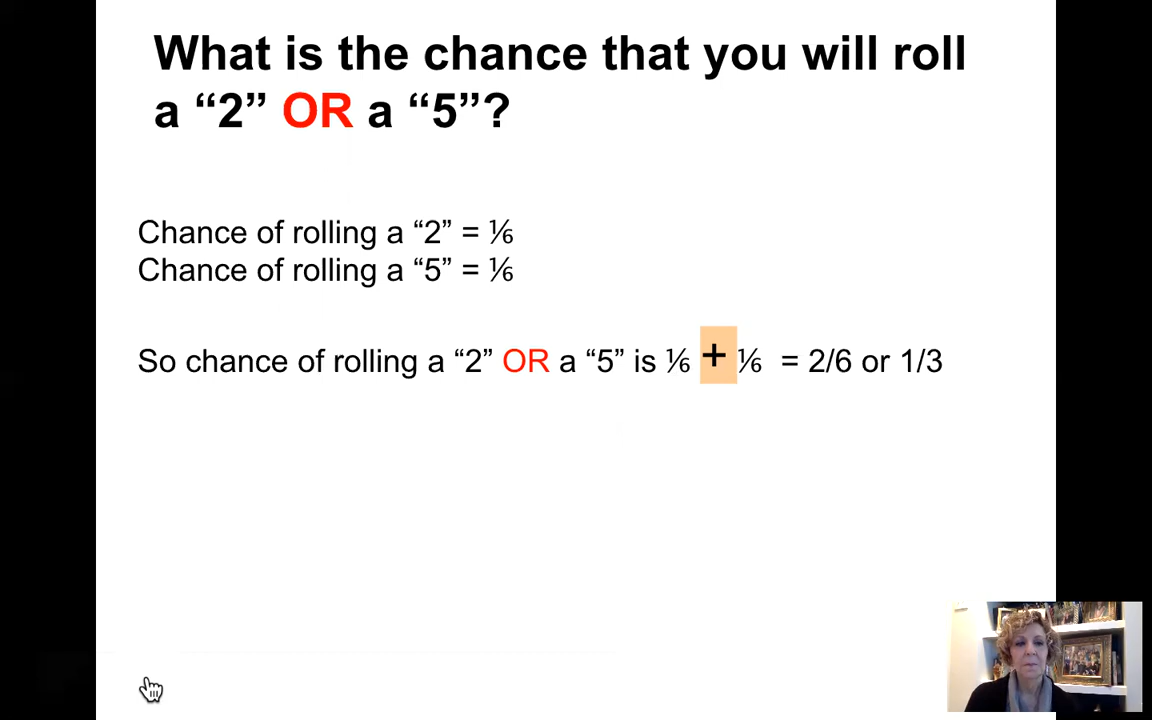 What is the chance that you will roll
a “2” OR a “5”?
Chance of rolling a “2” = ⅙
Chance of rolling a “5” = ⅙
So chance of rolling a “2” OR a “5” is ⅙ + ⅙ = 2/6 or 1/3